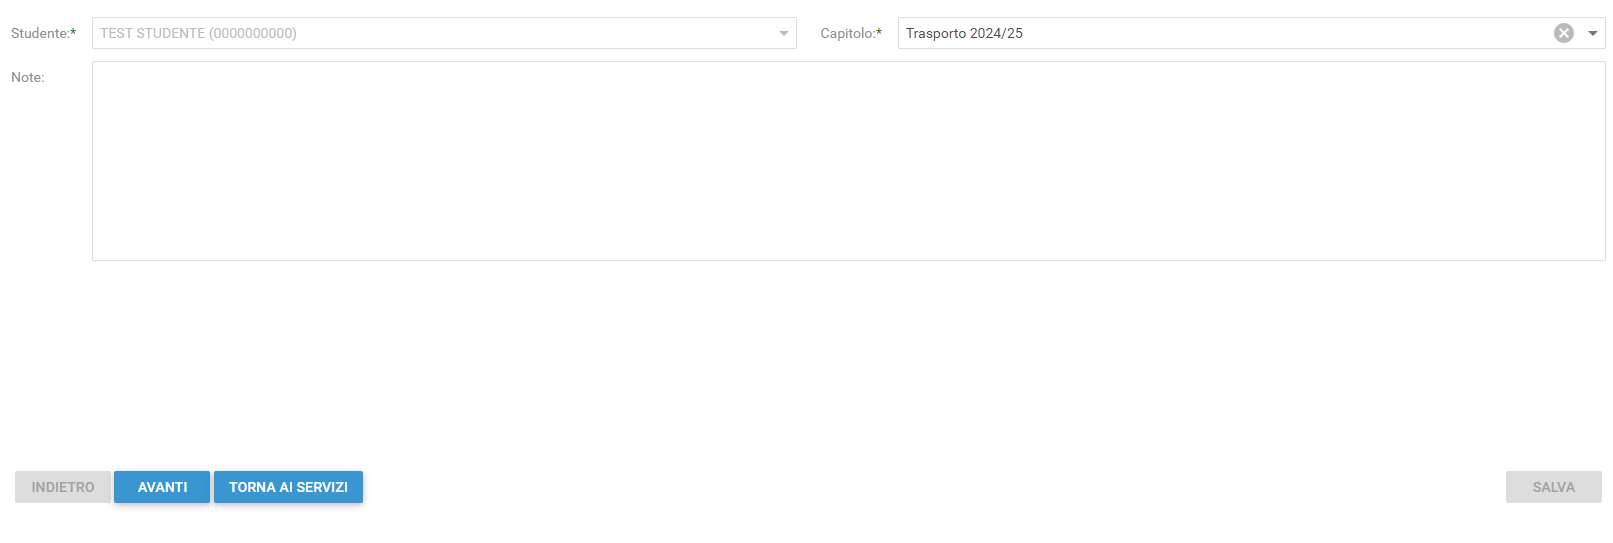 Studente:* TEST STUDENTE (0000000000) Capitolo:* Trasporto 2024/25
Note:
INDIETRO AVANTI TORNA AI SERVIZI SALVA